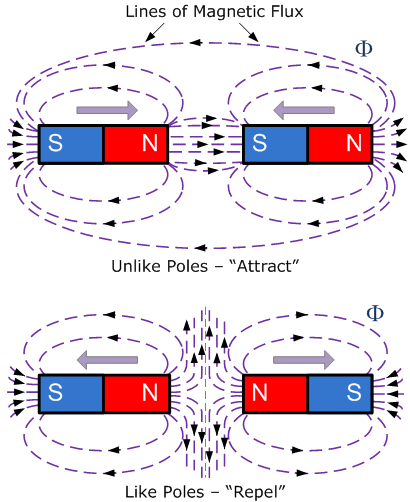 Lines of Magnetic Flux
Φ
S N S N
Unlike Poles – “Attract”
Φ
S N N S
Like Poles – “Repel”